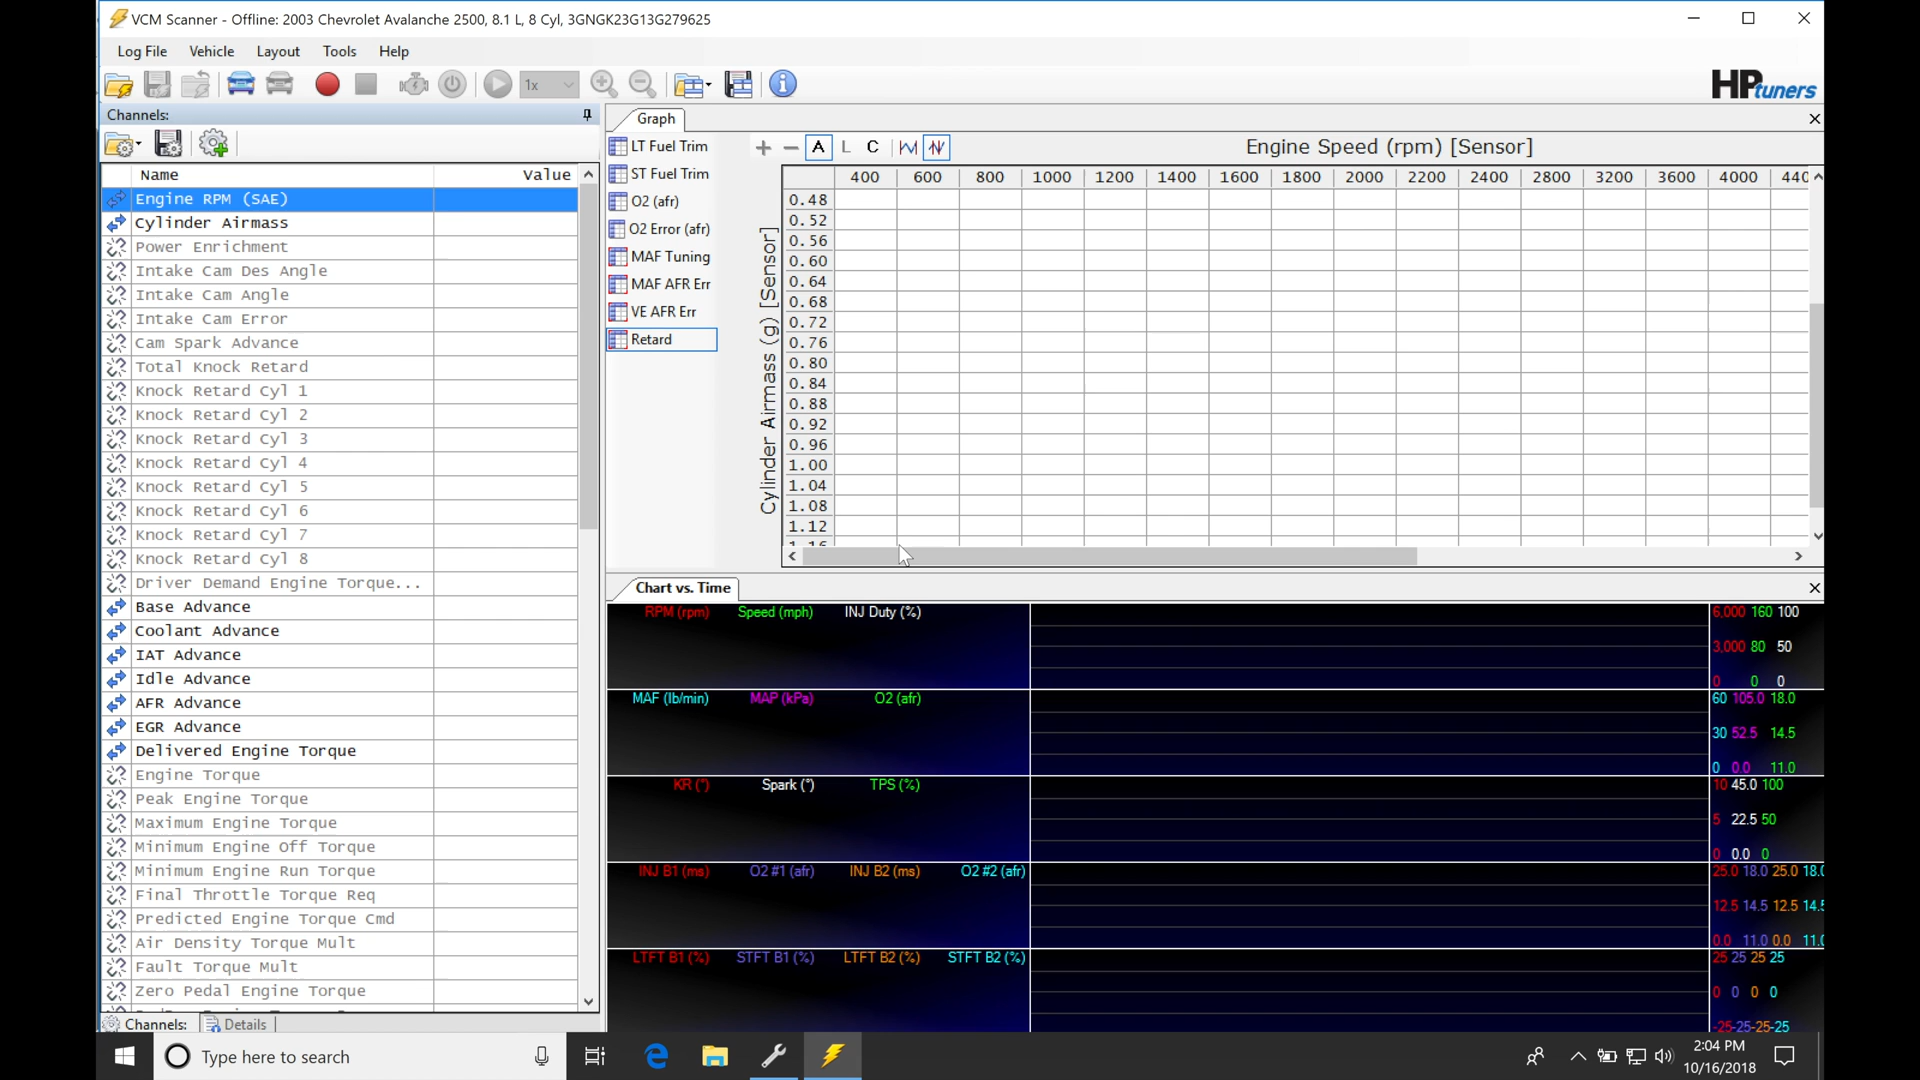 VCM Scanner - Offline: 2003 Chevrolet Avalanche 2500, 8.1 L, 8 Cyl, 3GNGK23G13G279625
Log File Vehicle Layout Tools Help
1x
HP tuners
Channels:
Name Value
Engine RPM (SAE)
Cylinder Airmass
Power Enrichment
Intake Cam Des Angle
Intake Cam Angle
Intake Cam Error
Cam Spark Advance
Total Knock Retard
Knock Retard Cyl 1
Knock Retard Cyl 2
Knock Retard Cyl 3
Knock Retard Cyl 4
Knock Retard Cyl 5
Knock Retard Cyl 6
Knock Retard Cyl 7
Knock Retard Cyl 8
Driver Demand Engine Torque...
Base Advance
Coolant Advance
IAT Advance
Idle Advance
AFR Advance
EGR Advance
Delivered Engine Torque
Engine Torque
Peak Engine Torque
Maximum Engine Torque
Minimum Engine Off Torque
Minimum Engine Run Torque
Final Throttle Torque Req
Predicted Engine Torque Cmd
Air Density Torque Mult
Fault Torque Mult
Zero Pedal Engine Torque
Channels: Details
Graph
LT Fuel Trim
ST Fuel Trim
O2 (afr)
O2 Error (afr)
MAF Tuning
MAF AFR Err
VE AFR Err
Retard
A L C
Engine Speed (rpm) [Sensor]
400 600 800 1000 1200 1400 1600 1800 2000 2200 2400 2800 3200 3600 4000 440
Cylinder Airmass (g) [Sensor]
0.48
0.52
0.56
0.60
0.64
0.68
0.72
0.76
0.80
0.84
0.88
0.92
0.96
1.00
1.04
1.08
1.12
1.16
Chart vs. Time
RPM (rpm) Speed (mph) INJ Duty (%)
6,000 160 100
3,000 80 50
0 0 0
MAF (lb/min) MAP (kPa) O2 (afr)
60 105.0 18.0
30 52.5 14.5
0 0.0 11.0
KR (°) Spark (°) TPS (%)
10 45.0 100
5 22.5 50
0 0.0 0
INJ B1 (ms) O2 #1 (afr) INJ B2 (ms) O2 #2 (afr)
25.0 18.0 25.0 18.0
12.5 14.5 12.5 14.5
0.0 11.0 0.0 11.0
LTFT B1 (%) STFT B1 (%) LTFT B2 (%) STFT B2 (%)
25 25 25 25
0 0 0 0
-25 -25 -25 -25
Type here to search
2:04 PM
10/16/2018